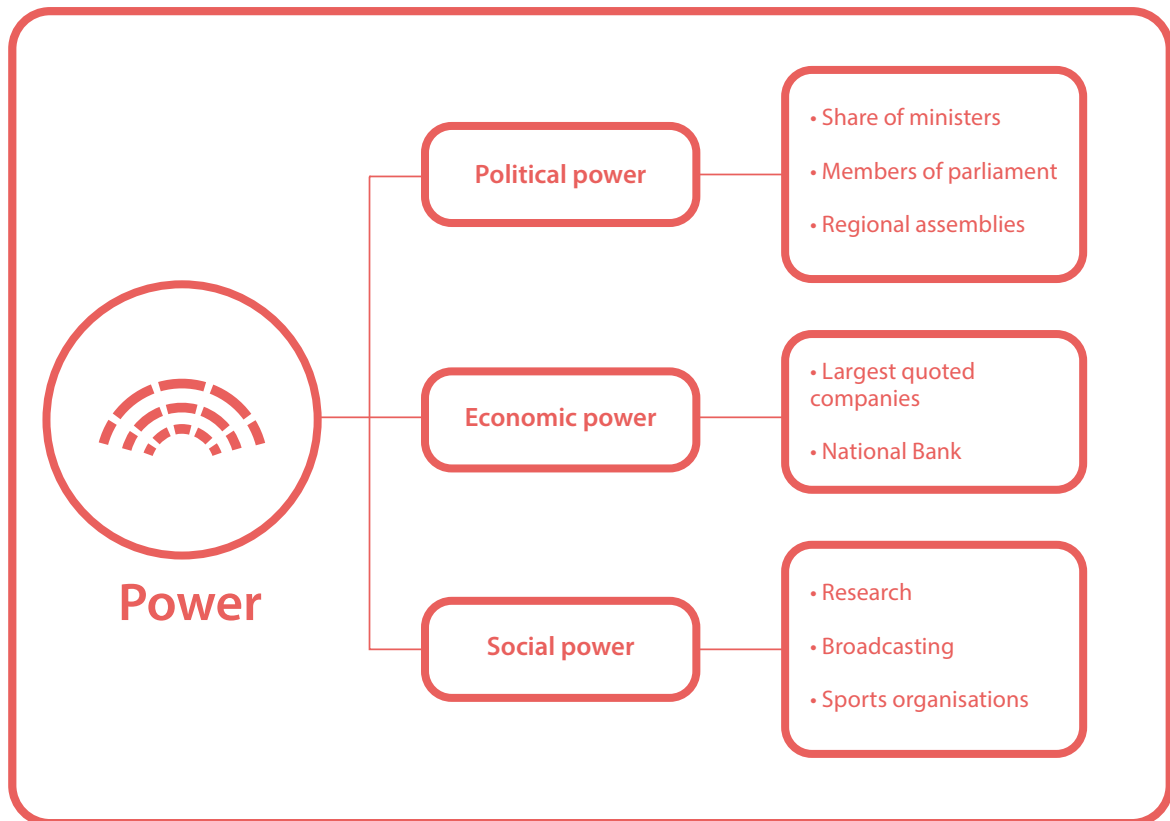 Power
Political power
• Share of ministers
• Members of parliament
• Regional assemblies
Economic power
• Largest quoted
companies
• National Bank
Social power
• Research
• Broadcasting
• Sports organisations